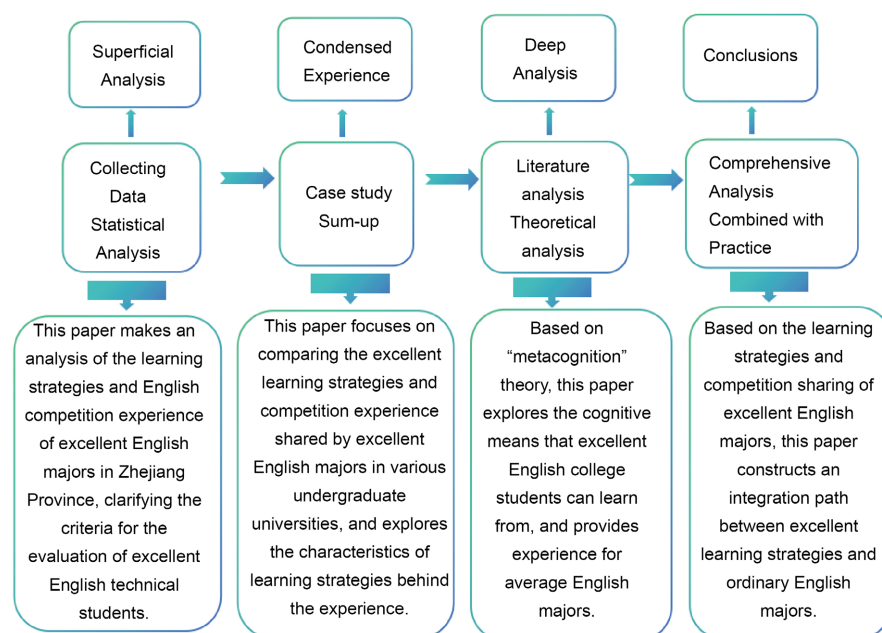 Superficial
Analysis
Condensed
Experience
Deep
Analysis
Conclusions
Collecting
Data
Statistical
Analysis
Case study
Sum-up
Literature
analysis
Theoretical
analysis
Comprehensive
Analysis
Combined with
Practice
This paper makes an
analysis of the learning
strategies and English
competition experience
of excellent English
majors in Zhejiang
Province, clarifying the
criteria for the
evaluation of excellent
English technical
students.
This paper focuses on
comparing the excellent
learning strategies and
competition experience
shared by excellent
English majors in various
undergraduate
universities, and explores
the characteristics of
learning strategies behind
the experience.
Based on
“metacognition”
theory, this paper
explores the cognitive
means that excellent
English college
students can learn
from, and provides
experience for
average English
majors.
Based on the learning
strategies and
competition sharing of
excellent English
majors, this paper
constructs an
integration path
between excellent
learning strategies and
ordinary English
majors.